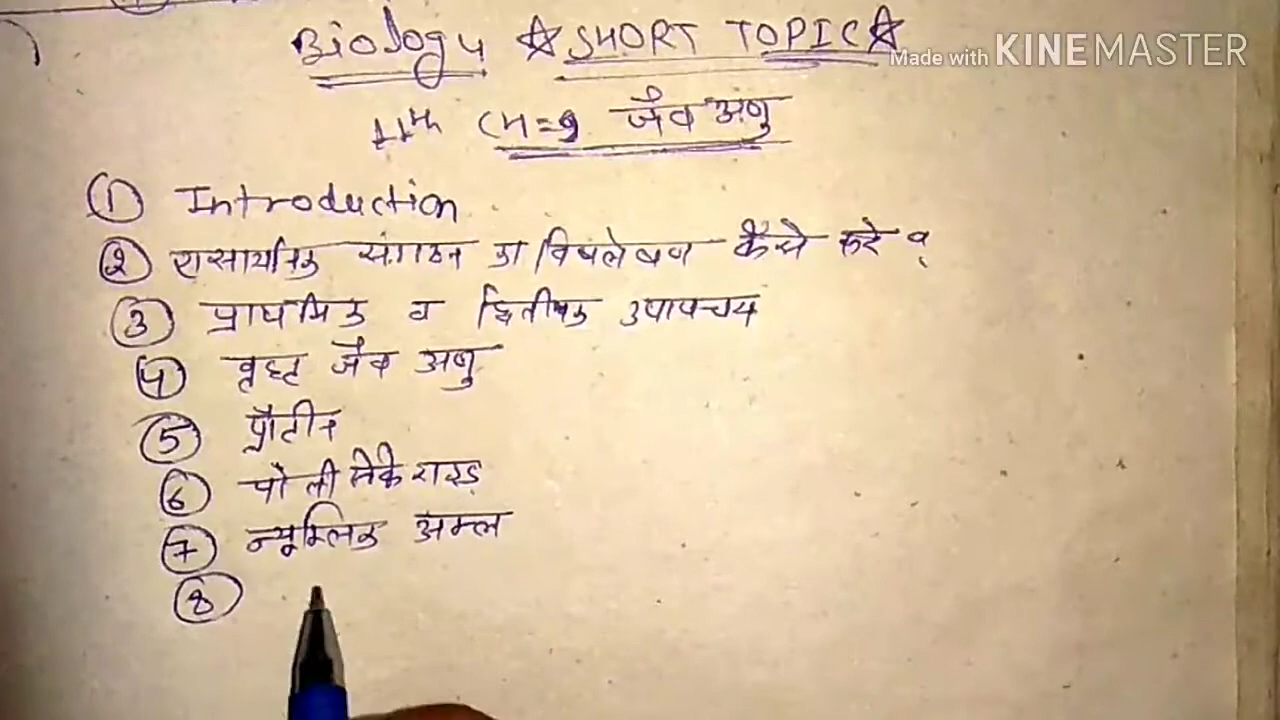 Biology ☆ SHORT TOPIC ☆
Made with KINEMASTER
11th CH=9 जैव अणु
① Introduction
② रासायनिक संगठन का विश्लेषण कैसे करे ?
③ प्राथमिक व द्वितीयक उपापचय
④ वृहत् जैव अणु
⑤ प्रोटीन
⑥ पोलीसेकेराइड
⑦ न्यूक्लिक अम्ल
⑧